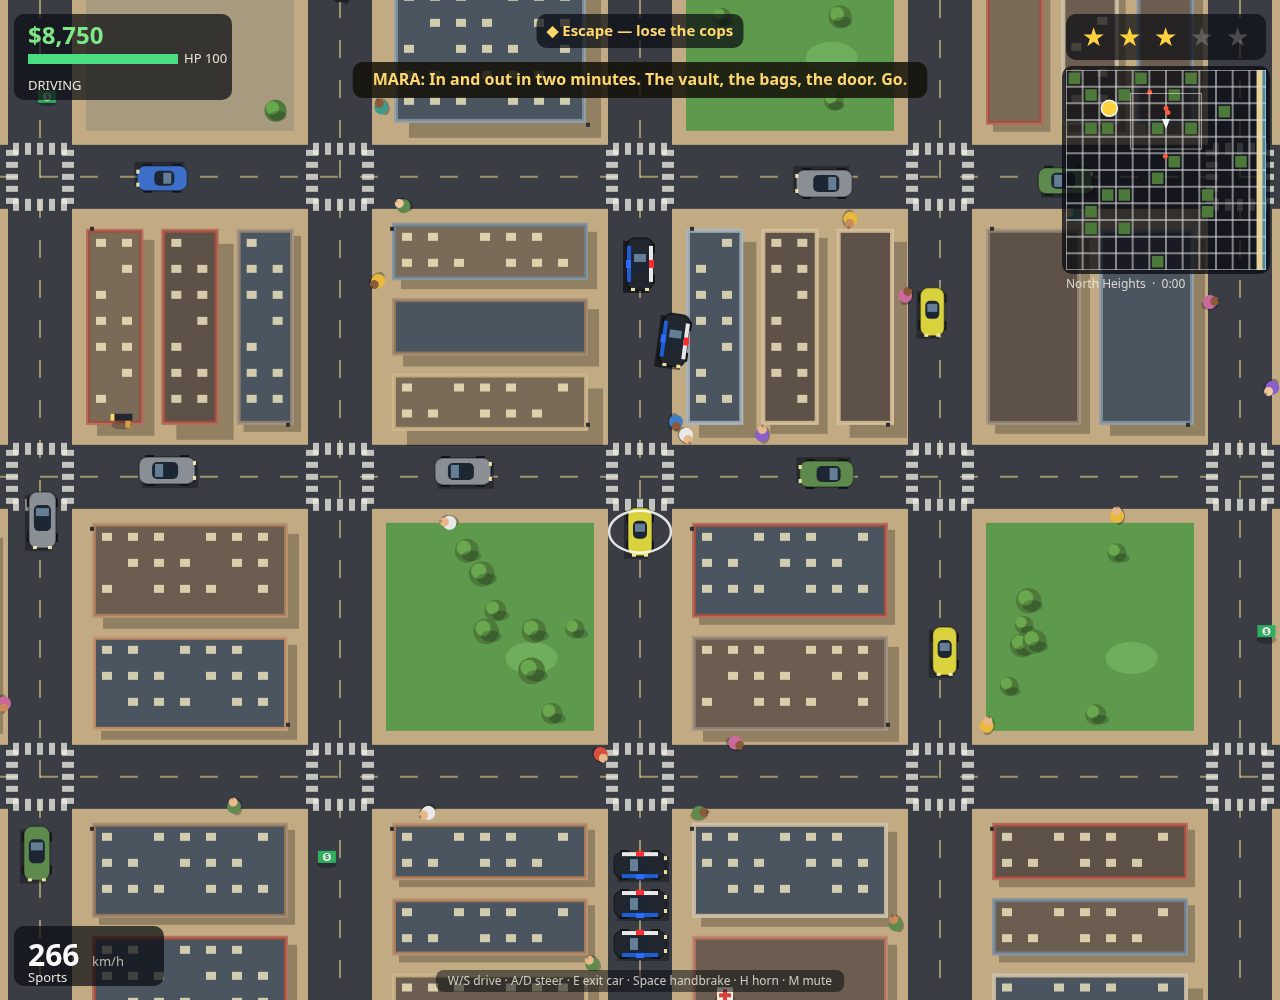 $8,750
HP 100
DRIVING
◆ Escape — lose the cops
MARA: In and out in two minutes. The vault, the bags, the door. Go.
★ ★ ★ ★ ★
North Heights · 0:00
266 km/h
Sports
W/S drive · A/D steer · E exit car · Space handbrake · H horn · M mute